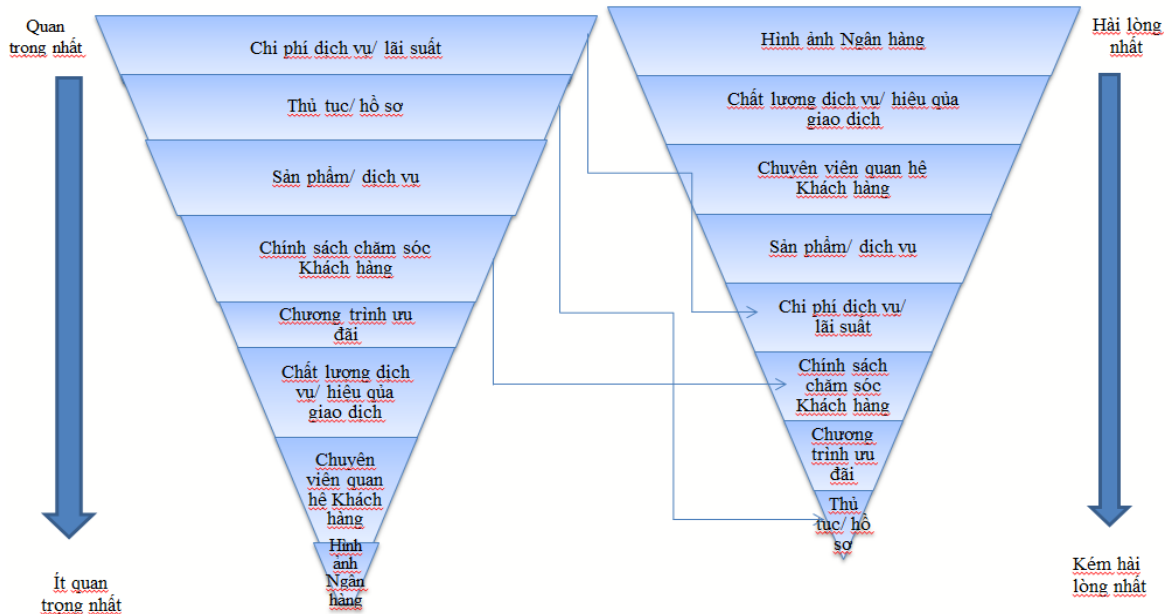 Quan
trọng nhất
Chi phí dịch vụ/ lãi suất
Thủ tục/ hồ sơ
Sản phẩm/ dịch vụ
Chính sách chăm sóc
Khách hàng
Chương trình ưu
đãi
Chất lượng dịch
vụ/ hiệu qủa
giao dịch
Chuyên
viên quan
hệ Khách
hàng
Hình
ảnh
Ngân
hàng
Ít quan
trọng nhất
Hình ảnh Ngân hàng
Chất lượng dịch vụ/ hiệu qủa
giao dịch
Chuyên viên quan hệ
Khách hàng
Sản phẩm/ dịch vụ
Chi phí dịch vụ/
lãi suất
Chính sách
chăm sóc
Khách hàng
Chương
trình ưu
đãi
Thủ
tục/ hồ
sơ
Hài lòng
nhất
Kém hài
lòng nhất